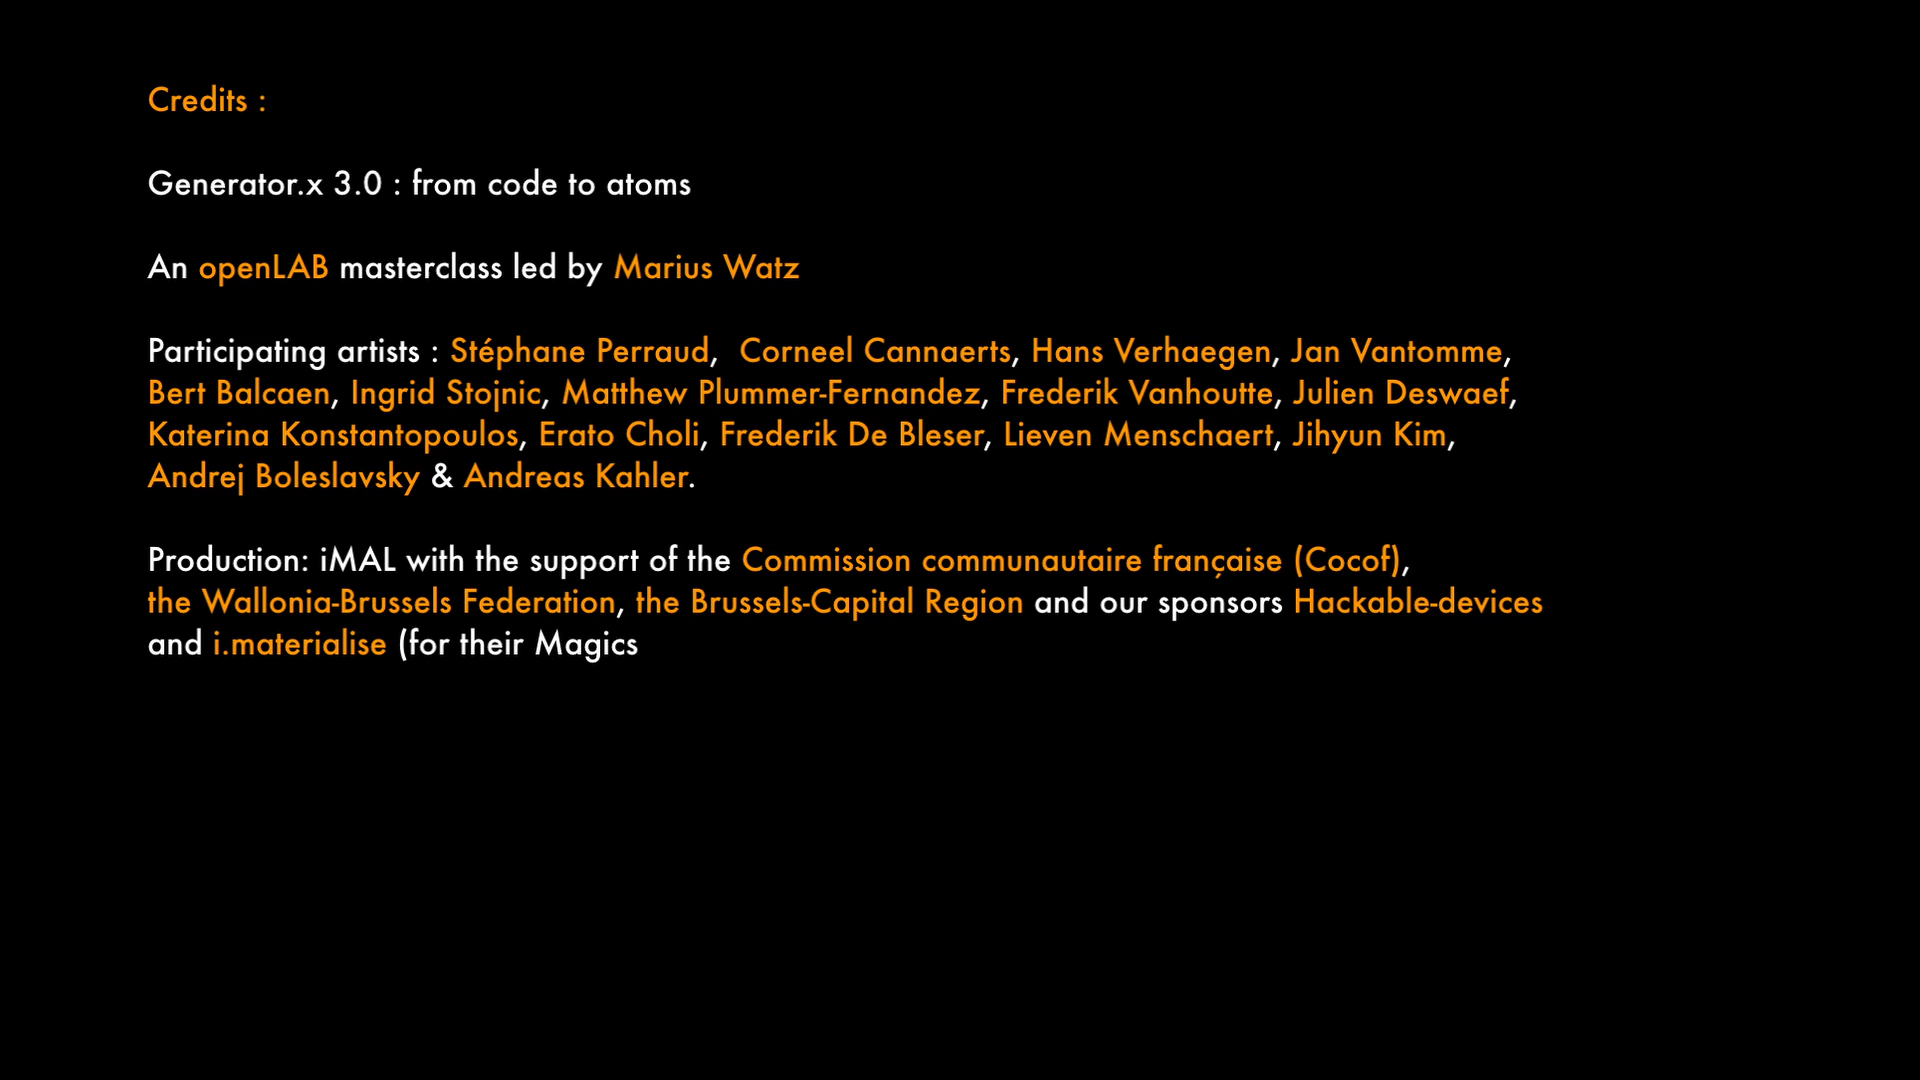 Credits :
Generator.x 3.0 : from code to atoms
An openLAB masterclass led by Marius Watz
Participating artists : Stéphane Perraud,  Corneel Cannaerts, Hans Verhaegen, Jan Vantomme,
Bert Balcaen, Ingrid Stojnic, Matthew Plummer-Fernandez, Frederik Vanhoutte, Julien Deswaef,
Katerina Konstantopoulos, Erato Choli, Frederik De Bleser, Lieven Menschaert, Jihyun Kim,
Andrej Boleslavsky & Andreas Kahler.
Production: iMAL with the support of the Commission communautaire française (Cocof),
the Wallonia-Brussels Federation, the Brussels-Capital Region and our sponsors Hackable-devices
and i.materialise (for their Magics